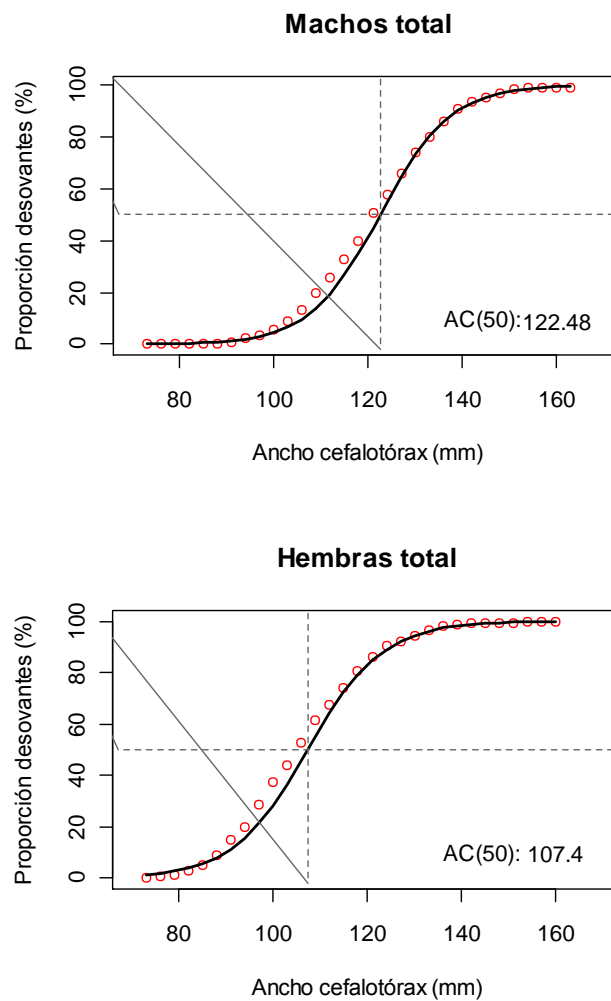 Machos total
Proporción desovantes (%)
100
80
60
40
20
0
AC(50):122.48
80 100 120 140 160
Ancho cefalotórax (mm)
Hembras total
Proporción desovantes (%)
100
80
60
40
20
0
AC(50): 107.4
80 100 120 140 160
Ancho cefalotórax (mm)